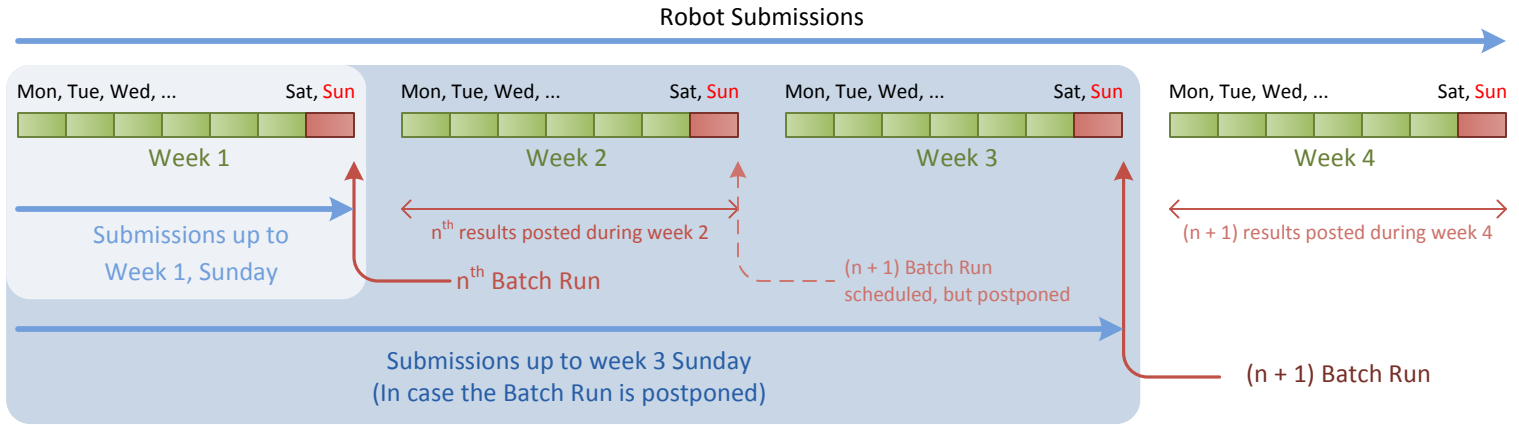 Robot Submissions
Mon, Tue, Wed, ... Sat, Sun
Week 1
Mon, Tue, Wed, ... Sat, Sun
Week 2
Mon, Tue, Wed, ... Sat, Sun
Week 3
Mon, Tue, Wed, ... Sat, Sun
Week 4
Submissions up to
Week 1, Sunday
nth results posted during week 2
(n + 1) results posted during week 4
nth Batch Run
(n + 1) Batch Run
scheduled, but postponed
Submissions up to week 3 Sunday
(In case the Batch Run is postponed)
(n + 1) Batch Run